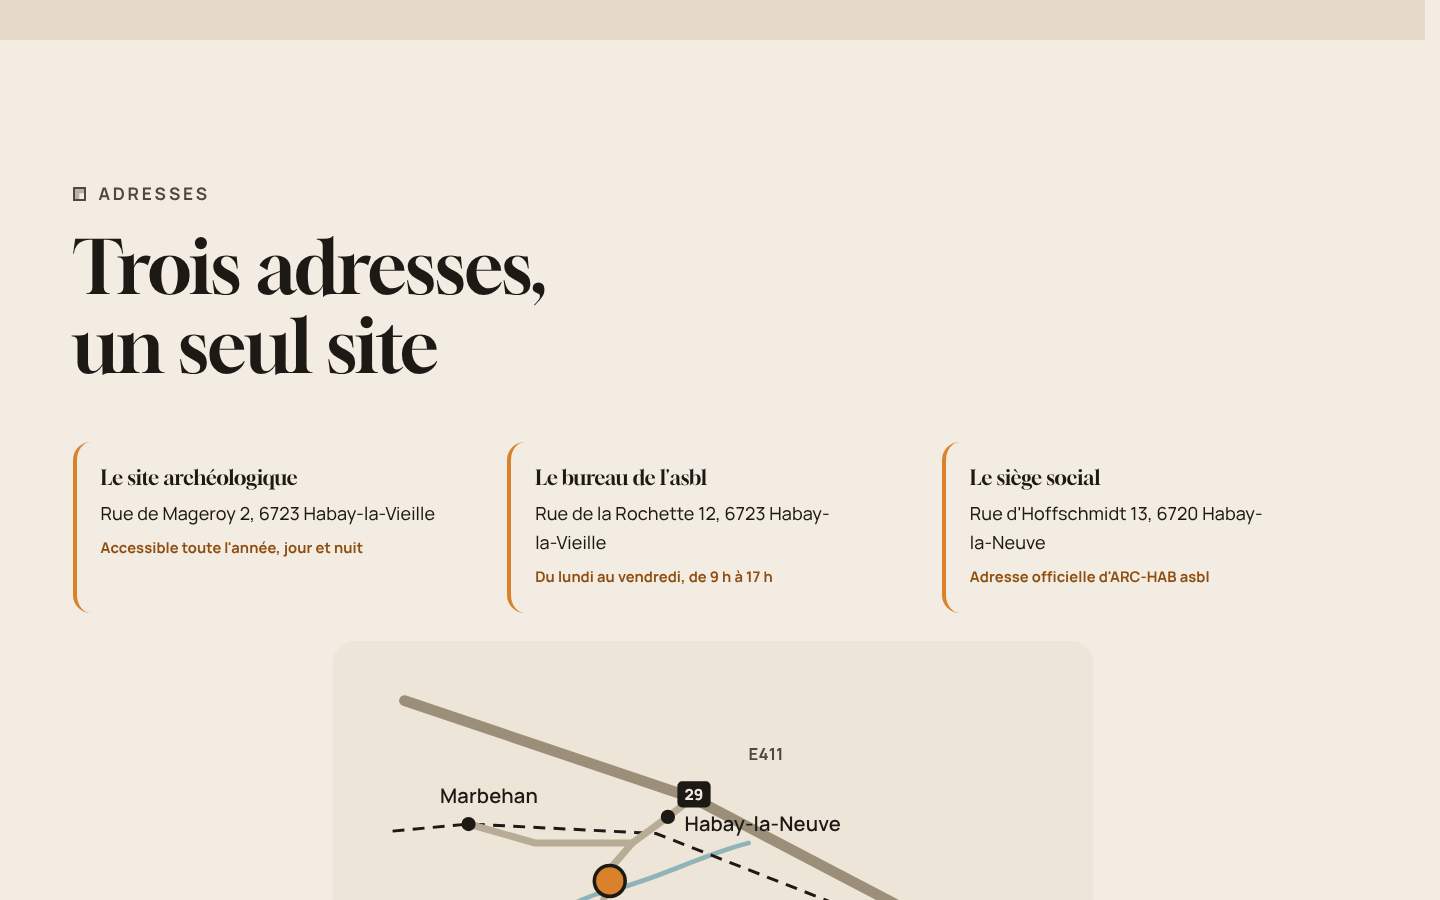 ADRESSES
Trois adresses,
un seul site
Le site archéologique
Rue de Mageroy 2, 6723 Habay-la-Vieille
Accessible toute l'année, jour et nuit
Le bureau de l'asbl
Rue de la Rochette 12, 6723 Habay-
la-Vieille
Du lundi au vendredi, de 9 h à 17 h
Le siège social
Rue d'Hoffschmidt 13, 6720 Habay-
la-Neuve
Adresse officielle d'ARC-HAB asbl
E411
Marbehan
29
Habay-la-Neuve